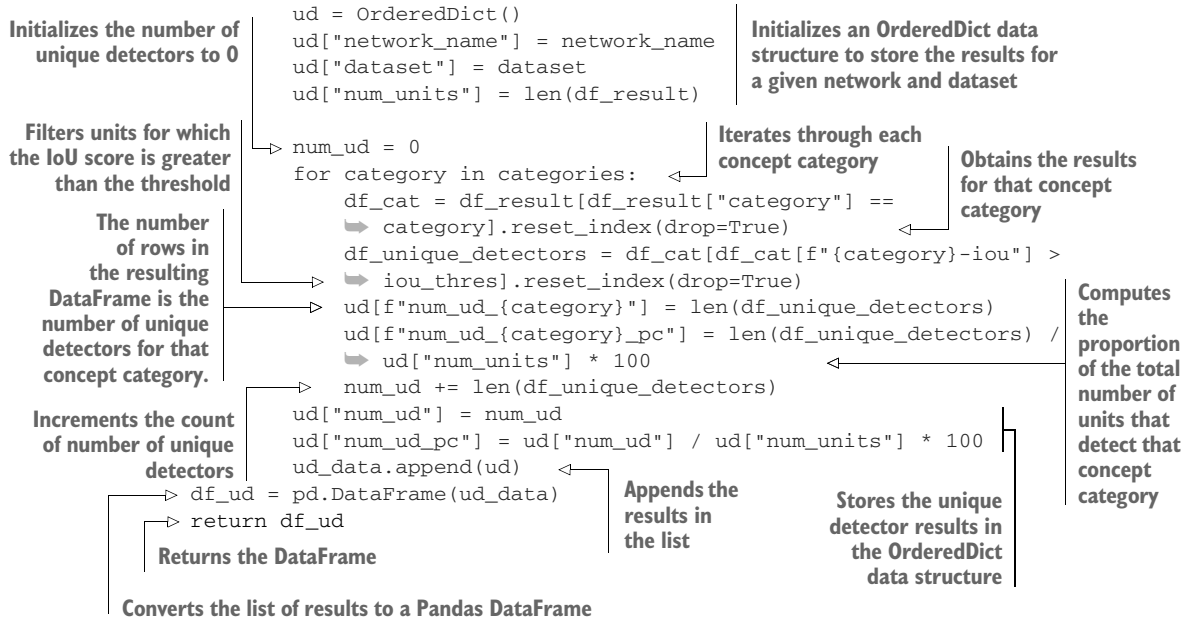 ud = OrderedDict()
ud["network_name"] = network_name
ud["dataset"] = dataset
ud["num_units"] = len(df_result)
Initializes the number of
unique detectors to 0
Initializes an OrderedDict data
structure to store the results for
a given network and dataset
Filters units for which
the IoU score is greater
than the threshold
num_ud = 0
for category in categories:
Iterates through each
concept category
Obtains the results
for that concept
category
df_cat = df_result[df_result["category"] ==
➥ category].reset_index(drop=True)
df_unique_detectors = df_cat[df_cat[f"{category}-iou"] >
➥ iou_thres].reset_index(drop=True)
The number
of rows in
the resulting
DataFrame is the
number of unique
detectors for that
concept category.
ud[f"num_ud_{category}"] = len(df_unique_detectors)
ud[f"num_ud_{category}_pc"] = len(df_unique_detectors) /
➥ ud["num_units"] * 100
Computes
the
proportion
of the total
number of
units that
detect that
concept
category
num_ud += len(df_unique_detectors)
Increments the count
of number of unique
detectors
ud["num_ud"] = num_ud
ud["num_ud_pc"] = ud["num_ud"] / ud["num_units"] * 100
ud_data.append(ud)
Appends the
results in
the list
Stores the unique
detector results in
the OrderedDict
data structure
df_ud = pd.DataFrame(ud_data)
return df_ud
Returns the DataFrame
Converts the list of results to a Pandas DataFrame